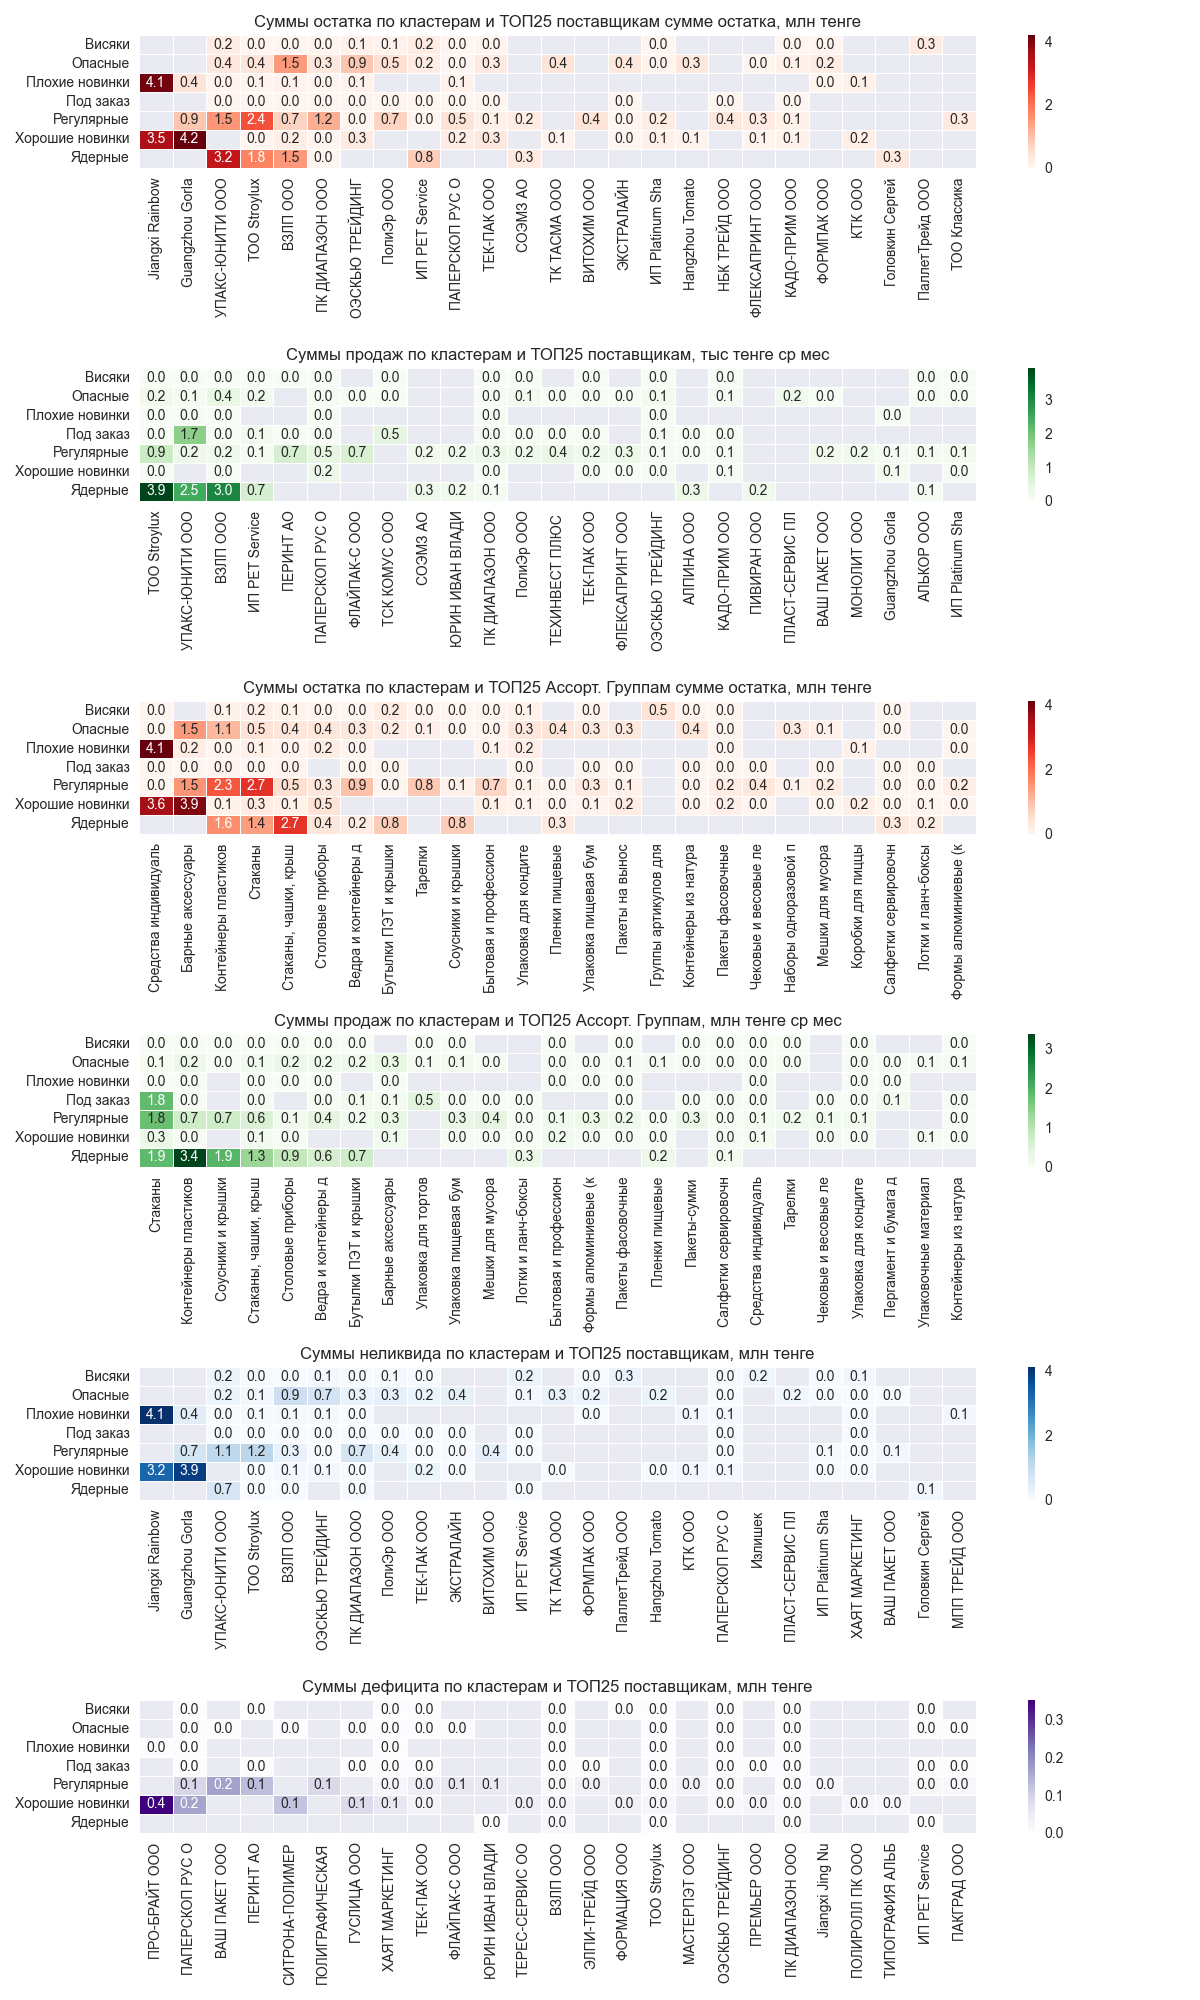 Суммы остатка по кластерам и ТОП25 поставщикам сумме остатка, млн тенге
Висяки 0.2 0.0 0.0 0.0 0.1 0.1 0.2 0.0 0.0 0.0 0.0 0.0 0.3
Опасные 0.4 0.4 1.5 0.3 0.9 0.5 0.2 0.0 0.3 0.4 0.4 0.0 0.3 0.0 0.1 0.2
Плохие новинки 4.1 0.4 0.0 0.1 0.1 0.0 0.1 0.1 0.0 0.1
Под заказ 0.0 0.0 0.0 0.0 0.0 0.0 0.0 0.0 0.0 0.0 0.0 0.0
Регулярные 0.9 1.5 2.4 0.7 1.2 0.0 0.7 0.0 0.5 0.1 0.2 0.4 0.0 0.2 0.4 0.3 0.1 0.3
Хорошие новинки 3.5 4.2 0.0 0.2 0.0 0.3 0.2 0.3 0.1 0.0 0.1 0.1 0.1 0.1 0.2
Ядерные 3.2 1.8 1.5 0.0 0.8 0.3 0.3
4
2
0
Jiangxi Rainbow
Guangzhou Gorla
УПАКС-ЮНИТИ ООО
ТОО Stroylux
ВЗЛП ООО
ПК ДИАПАЗОН ООО
ОЭСКЬЮ ТРЕЙДИНГ
ПолиЭр ООО
ИП РЕТ Service
ПАПЕРСКОП РУС О
ТЕК-ПАК ООО
СОЭМЗ АО
ТК ТАСМА ООО
ВИТОХИМ ООО
ЭКСТРАЛАЙН
ИП Platinum Sha
Hangzhou Tomato
НБК ТРЕЙД ООО
ФЛЕКСАПРИНТ ООО
КАДО-ПРИМ ООО
ФОРМПАК ООО
КТК ООО
Головкин Сергей
ПаллетТрейд ООО
ТОО Классика
Суммы продаж по кластерам и ТОП25 поставщикам, тыс тенге ср мес
Висяки 0.0 0.0 0.0 0.0 0.0 0.0 0.0 0.0 0.0 0.0 0.0 0.0 0.0 0.0
Опасные 0.2 0.1 0.4 0.2 0.0 0.0 0.0 0.0 0.1 0.0 0.0 0.0 0.1 0.1 0.2 0.0 0.0 0.0
Плохие новинки 0.0 0.0 0.0 0.0 0.0 0.0 0.0
Под заказ 0.0 1.7 0.0 0.1 0.0 0.0 0.5 0.0 0.0 0.0 0.0 0.1 0.0 0.0
Регулярные 0.9 0.2 0.2 0.1 0.7 0.5 0.7 0.2 0.2 0.3 0.2 0.4 0.2 0.3 0.1 0.0 0.1 0.2 0.2 0.1 0.1 0.1
Хорошие новинки 0.0 0.0 0.2 0.0 0.0 0.0 0.0 0.1 0.1 0.0
Ядерные 3.9 2.5 3.0 0.7 0.3 0.2 0.1 0.3 0.2 0.1
3
2
1
0
ТОО Stroylux
УПАКС-ЮНИТИ ООО
ВЗЛП ООО
ИП РЕТ Service
ПЕРИНТ АО
ПАПЕРСКОП РУС О
ФЛАЙПАК-С ООО
ТСК КОМУС ООО
СОЭМЗ АО
ЮРИН ИВАН ВЛАДИ
ПК ДИАПАЗОН ООО
ПолиЭр ООО
ТЕХИНВЕСТ ПЛЮС
ТЕК-ПАК ООО
ФЛЕКСАПРИНТ ООО
ОЭСКЬЮ ТРЕЙДИНГ
АЛПИНА ООО
КАДО-ПРИМ ООО
ПИВИРАН ООО
ПЛАСТ-СЕРВИС ПЛ
ВАШ ПАКЕТ ООО
МОНОЛИТ ООО
Guangzhou Gorla
АЛЬКОР ООО
ИП Platinum Sha
Суммы остатка по кластерам и ТОП25 Ассорт. Группам сумме остатка, млн тенге
Висяки 0.0 0.1 0.2 0.1 0.0 0.0 0.2 0.0 0.0 0.0 0.1 0.0 0.5 0.0 0.0 0.0
Опасные 0.0 1.5 1.1 0.5 0.4 0.4 0.3 0.2 0.1 0.0 0.0 0.3 0.4 0.3 0.3 0.4 0.0 0.3 0.1 0.0 0.0
Плохие новинки 4.1 0.2 0.0 0.1 0.0 0.2 0.0 0.1 0.2 0.0 0.1 0.0
Под заказ 0.0 0.0 0.0 0.0 0.0 0.0 0.0 0.0 0.0 0.0 0.0 0.0 0.0 0.0 0.0 0.0
Регулярные 0.0 1.5 2.3 2.7 0.5 0.3 0.9 0.0 0.8 0.1 0.7 0.1 0.0 0.3 0.1 0.0 0.2 0.4 0.1 0.2 0.0 0.0 0.2
Хорошие новинки 3.6 3.9 0.1 0.3 0.1 0.5 0.1 0.1 0.0 0.1 0.2 0.0 0.2 0.0 0.0 0.2 0.0 0.1 0.0
Ядерные 1.6 1.4 2.7 0.4 0.2 0.8 0.8 0.3 0.3 0.2
4
2
0
Средства индивидуаль
Барные аксессуары
Контейнеры пластиков
Стаканы
Стаканы, чашки, крыш
Столовые приборы
Ведра и контейнеры д
Бутылки ПЭТ и крышки
Тарелки
Соусники и крышки
Бытовая и профессион
Упаковка для кондите
Пленки пищевые
Упаковка пищевая бум
Пакеты на вынос
Группы артикулов для
Контейнеры из натура
Пакеты фасовочные
Чековые и весовые ле
Наборы одноразовой п
Мешки для мусора
Коробки для пиццы
Салфетки сервировочн
Лотки и ланч-боксы
Формы алюминиевые (к
Суммы продаж по кластерам и ТОП25 Ассорт. Группам, млн тенге ср мес
Висяки 0.0 0.0 0.0 0.0 0.0 0.0 0.0 0.0 0.0 0.0 0.0 0.0 0.0 0.0 0.0 0.0 0.0 0.0
Опасные 0.1 0.2 0.0 0.1 0.2 0.2 0.2 0.3 0.1 0.1 0.0 0.0 0.0 0.1 0.1 0.0 0.0 0.0 0.0 0.0 0.0 0.1 0.1
Плохие новинки 0.0 0.0 0.0 0.0 0.0 0.0 0.0 0.0 0.0 0.0 0.0 0.0
Под заказ 1.8 0.0 0.0 0.0 0.0 0.0 0.1 0.1 0.5 0.0 0.0 0.0 0.0 0.0 0.0 0.0 0.0 0.0 0.1 0.0
Регулярные 1.8 0.7 0.7 0.6 0.1 0.4 0.2 0.3 0.3 0.4 0.0 0.1 0.3 0.2 0.0 0.3 0.0 0.1 0.2 0.1 0.1 0.0
Хорошие новинки 0.3 0.0 0.1 0.0 0.1 0.0 0.0 0.0 0.2 0.0 0.0 0.0 0.0 0.1 0.0 0.0 0.1 0.0
Ядерные 1.9 3.4 1.9 1.3 0.9 0.6 0.7 0.3 0.2 0.1
3
2
1
0
Стаканы
Контейнеры пластиков
Соусники и крышки
Стаканы, чашки, крыш
Столовые приборы
Ведра и контейнеры д
Бутылки ПЭТ и крышки
Барные аксессуары
Упаковка для тортов
Упаковка пищевая бум
Мешки для мусора
Лотки и ланч-боксы
Бытовая и профессион
Формы алюминиевые (к
Пакеты фасовочные
Пленки пищевые
Пакеты-сумки
Салфетки сервировочн
Средства индивидуаль
Тарелки
Чековые и весовые ле
Упаковка для кондите
Пергамент и бумага д
Упаковочные материал
Контейнеры из натура
Суммы неликвида по кластерам и ТОП25 поставщикам, млн тенге
Висяки 0.2 0.0 0.0 0.1 0.0 0.1 0.0 0.2 0.0 0.3 0.0 0.2 0.0 0.1
Опасные 0.2 0.1 0.9 0.7 0.3 0.3 0.2 0.4 0.1 0.3 0.2 0.2 0.0 0.2 0.0 0.0 0.0
Плохие новинки 4.1 0.4 0.0 0.1 0.1 0.1 0.0 0.0 0.1 0.1 0.0 0.1
Под заказ 0.0 0.0 0.0 0.0 0.0 0.0 0.0 0.0 0.0 0.0 0.0
Регулярные 0.7 1.1 1.2 0.3 0.0 0.7 0.4 0.0 0.0 0.4 0.0 0.0 0.1 0.0 0.1
Хорошие новинки 3.2 3.9 0.0 0.1 0.1 0.0 0.2 0.0 0.0 0.0 0.1 0.1 0.0 0.0
Ядерные 0.7 0.0 0.0 0.0 0.0 0.1
4
2
0
Jiangxi Rainbow
Guangzhou Gorla
УПАКС-ЮНИТИ ООО
ТОО Stroylux
ВЗЛП ООО
ОЭСКЬЮ ТРЕЙДИНГ
ПК ДИАПАЗОН ООО
ПолиЭр ООО
ТЕК-ПАК ООО
ЭКСТРАЛАЙН
ВИТОХИМ ООО
ИП РЕТ Service
ТК ТАСМА ООО
ФОРМПАК ООО
ПаллетТрейд ООО
Hangzhou Tomato
КТК ООО
ПАПЕРСКОП РУС О
Излишек
ПЛАСТ-СЕРВИС ПЛ
ИП Platinum Sha
ХАЯТ МАРКЕТИНГ
ВАШ ПАКЕТ ООО
Головкин Сергей
МПП ТРЕЙД ООО
Суммы дефицита по кластерам и ТОП25 поставщикам, млн тенге
Висяки 0.0 0.0 0.0 0.0 0.0 0.0 0.0 0.0 0.0 0.0
Опасные 0.0 0.0 0.0 0.0 0.0 0.0 0.0 0.0 0.0 0.0 0.0 0.0 0.0
Плохие новинки 0.0 0.0 0.0 0.0 0.0 0.0 0.0
Под заказ 0.0 0.0 0.0 0.0 0.0 0.0 0.0 0.0 0.0 0.0 0.0 0.0 0.0
Регулярные 0.1 0.2 0.1 0.1 0.0 0.0 0.1 0.1 0.0 0.0 0.0 0.0 0.0 0.0 0.0 0.0 0.0
Хорошие новинки 0.4 0.2 0.1 0.1 0.1 0.0 0.0 0.0 0.0 0.0 0.0 0.0 0.0 0.0 0.0
Ядерные 0.0 0.0 0.0 0.0 0.0
0.3
0.2
0.1
0.0
ПРО-БРАЙТ ООО
ПАПЕРСКОП РУС О
ВАШ ПАКЕТ ООО
ПЕРИНТ АО
СИТРОНА-ПОЛИМЕР
ПОЛИГРАФИЧЕСКАЯ
ГУСЛИЦА ООО
ХАЯТ МАРКЕТИНГ
ТЕК-ПАК ООО
ФЛАЙПАК-С ООО
ЮРИН ИВАН ВЛАДИ
ТЕРЕС-СЕРВИС ОО
ВЗЛП ООО
ЭЛПИ-ТРЕЙД ООО
ФОРМАЦИЯ ООО
ТОО Stroylux
МАСТЕРПЭТ ООО
ОЭСКЬЮ ТРЕЙДИНГ
ПРЕМЬЕР ООО
ПК ДИАПАЗОН ООО
Jiangxi Jing Nu
ПОЛИРОЛЛ ПК ООО
ТИПОГРАФИЯ АЛЬБ
ИП РЕТ Service
ПАКГРАД ООО